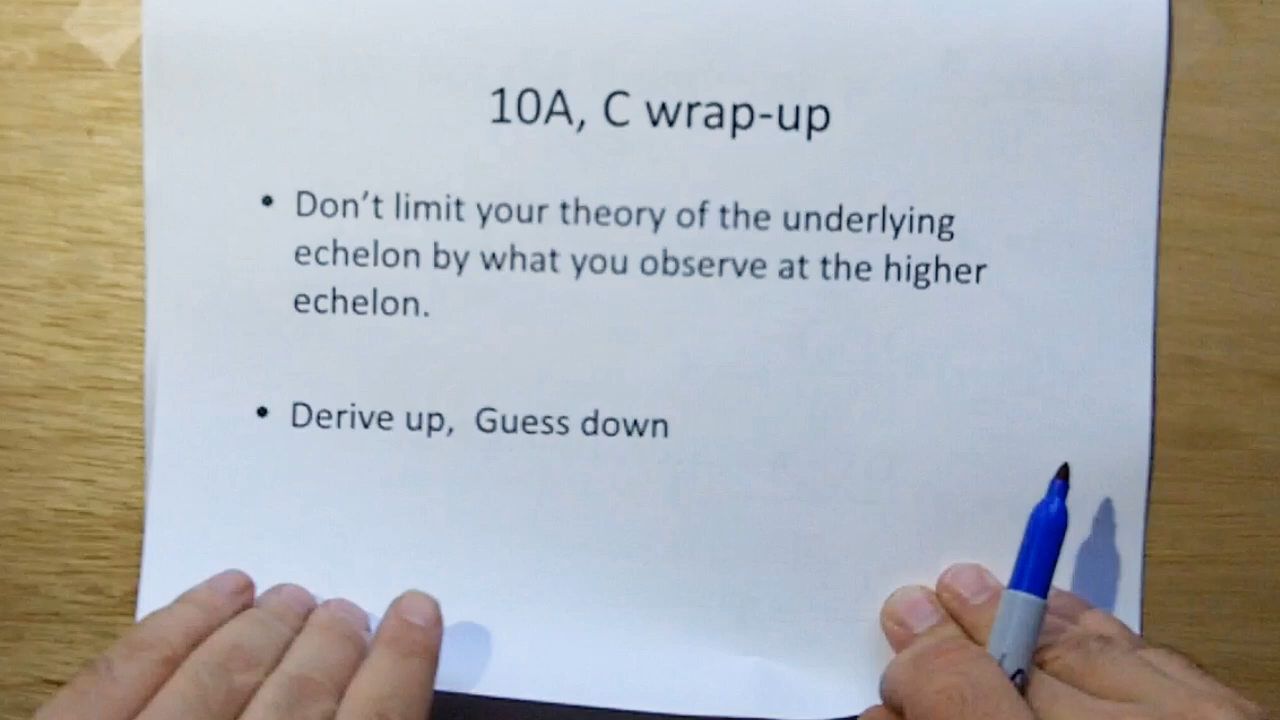 10A, C wrap-up
• Don’t limit your theory of the underlying
echelon by what you observe at the higher
echelon.
• Derive up,  Guess down